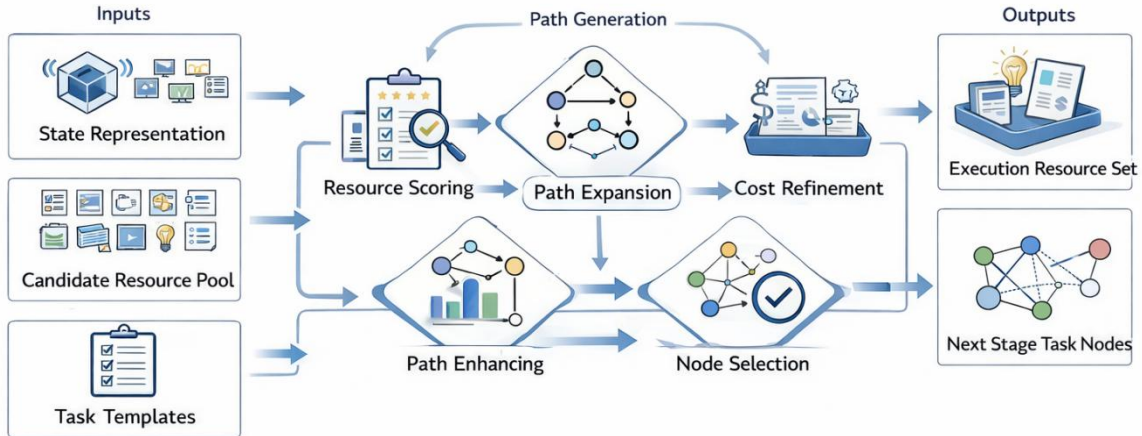 Inputs
Path Generation
Outputs
State Representation
Resource Scoring
Path Expansion
Cost Refinement
Execution Resource Set
Candidate Resource Pool
Path Enhancing
Node Selection
Next Stage Task Nodes
Task Templates